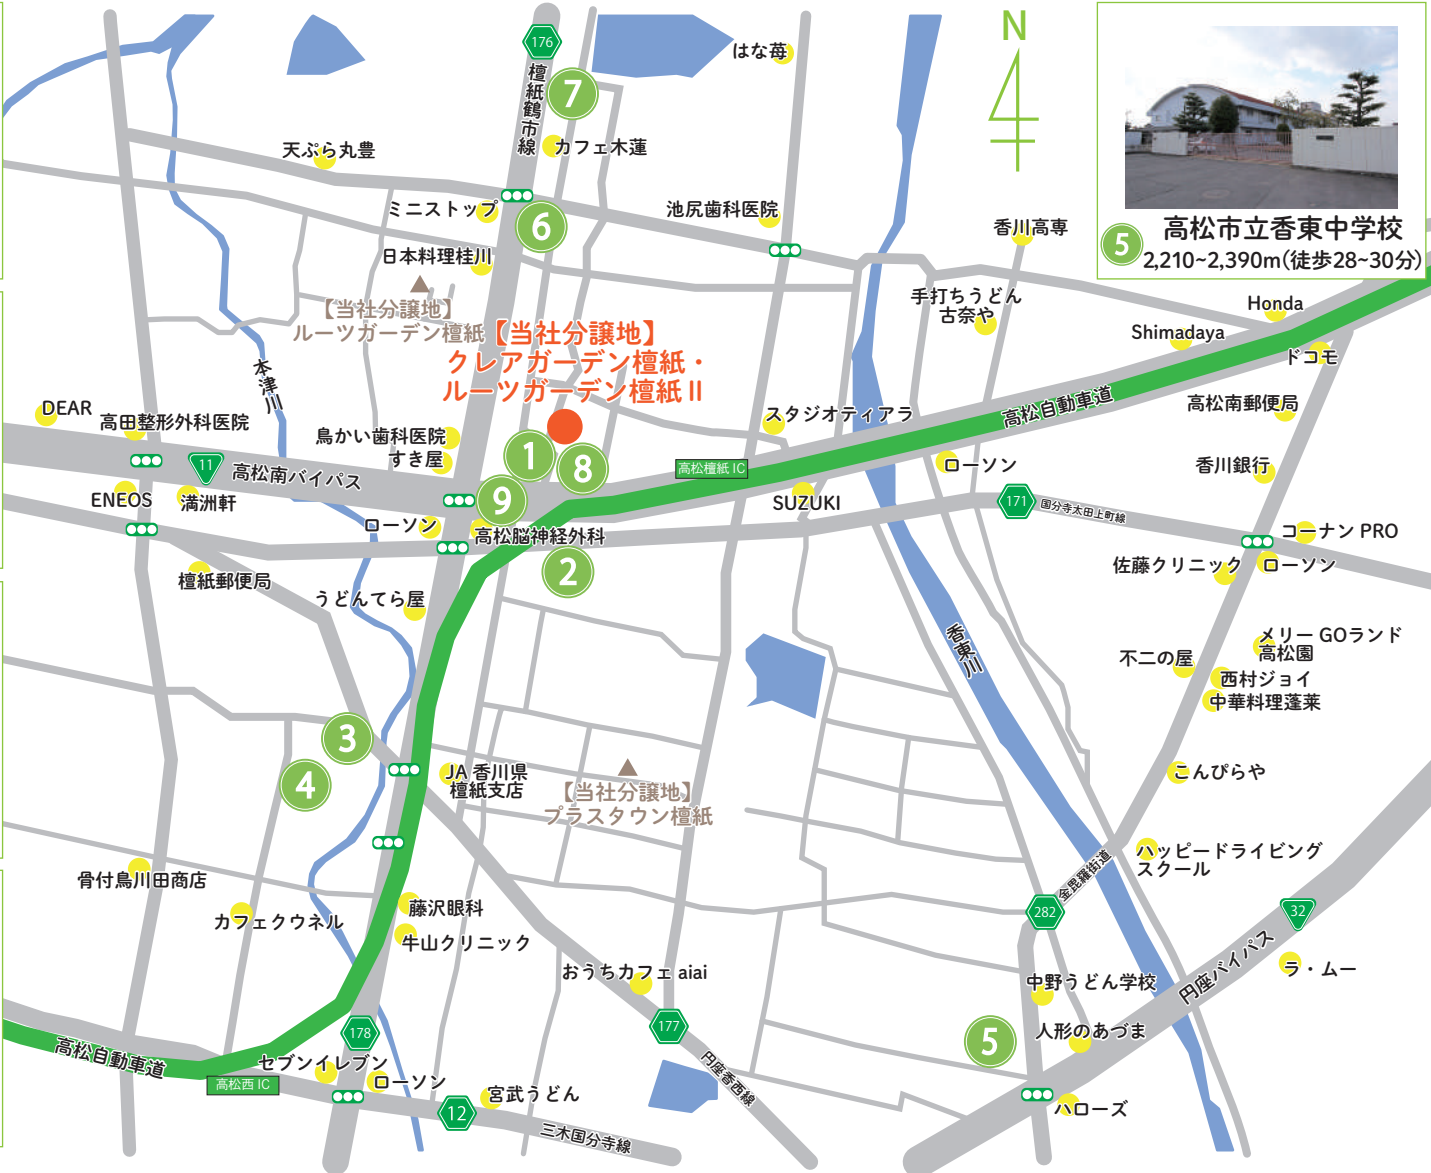 176
檀紙鶴市線
7
はな苺
N
天ぷら丸豊
カフェ木蓮
ミニストップ
6
池尻歯科医院
香川高専
5
高松市立香東中学校
2,210~2,390m(徒歩28~30分)
日本料理桂川
【当社分譲地】
ルーツガーデン檀紙
【当社分譲地】
クレアガーデン檀紙・
ルーツガーデン檀紙Ⅱ
手打ちうどん
古奈や
Honda
Shimadaya
ドコモ
本津川
DEAR
高田整形外科医院
鳥かい歯科医院
すき屋
スタジオティアラ
高松自動車道
高松南郵便局
11
高松南バイパス
1
8
高松檀紙 IC
ローソン
香川銀行
ENEOS
満洲軒
9
SUZUKI
171
国分寺太田上町線
ローソン
高松脳神経外科
コーナン PRO
檀紙郵便局
2
佐藤クリニック
ローソン
うどんてら屋
香東川
メリー GOランド
高松園
不二の屋
西村ジョイ
中華料理蓬莱
3
4
JA 香川県
檀紙支店
【当社分譲地】
プラスタウン檀紙
こんぴらや
ハッピードライビング
スクール
金毘羅街道
骨付鳥川田商店
カフェクウネル
藤沢眼科
牛山クリニック
282
32
円座バイパス
おうちカフェ aiai
中野うどん学校
ラ・ムー
178
177
5
人形のあづま
高松自動車道
セブンイレブン
高松西 IC
ローソン
円座香西線
12
宮武うどん
ハローズ
三木国分寺線